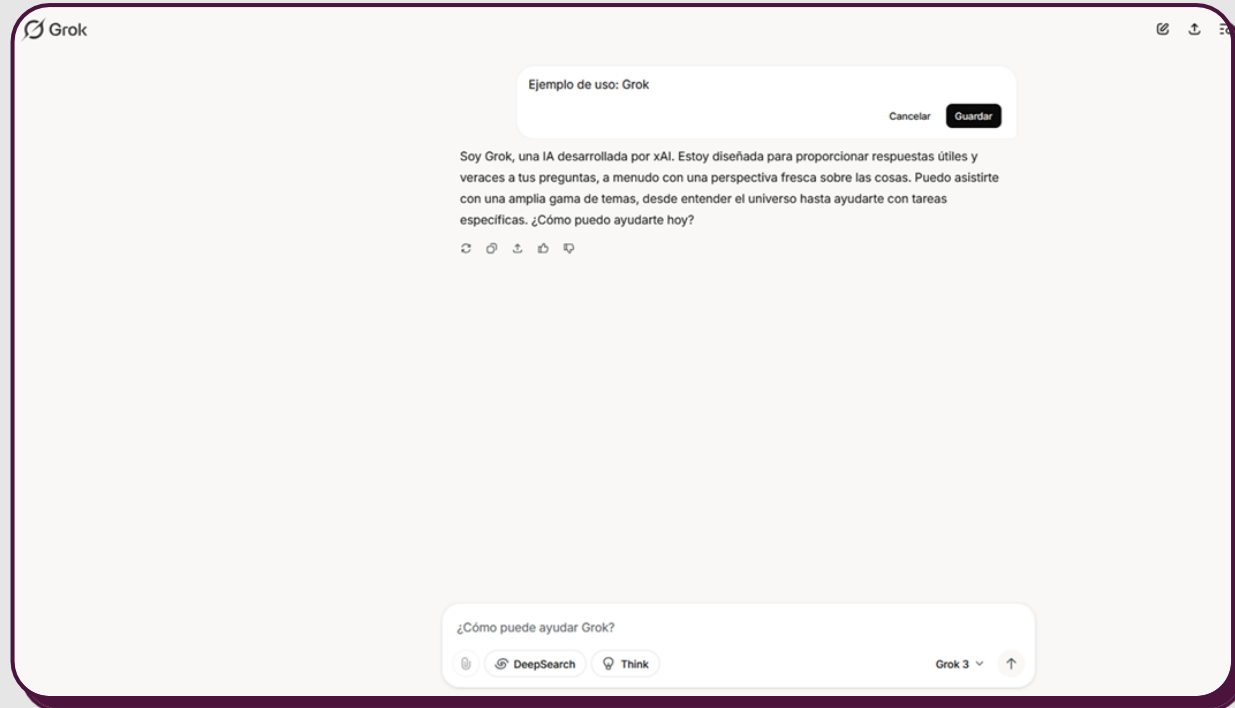 Grok
Ejemplo de uso: Grok
Cancelar
Guardar
Soy Grok, una IA desarrollada por xAI. Estoy diseñada para proporcionar respuestas útiles y
veraces a tus preguntas, a menudo con una perspectiva fresca sobre las cosas. Puedo asistirte
con una amplia gama de temas, desde entender el universo hasta ayudarte con tareas
específicas. ¿Cómo puedo ayudarte hoy?
¿Cómo puede ayudar Grok?
DeepSearch
Think
Grok 3